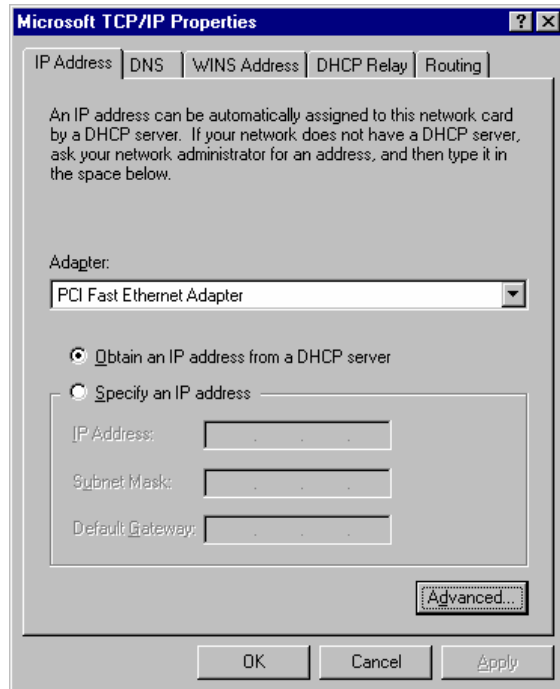 Microsoft TCP/IP Properties
IP Address DNS WINS Address DHCP Relay Routing
An IP address can be automatically assigned to this network card
by a DHCP server. If your network does not have a DHCP server,
ask your network administrator for an address, and then type it in
the space below.
Adapter:
PCI Fast Ethernet Adapter
Obtain an IP address from a DHCP server
Specify an IP address
IP Address:
Subnet Mask:
Default Gateway:
Advanced...
OK Cancel Apply